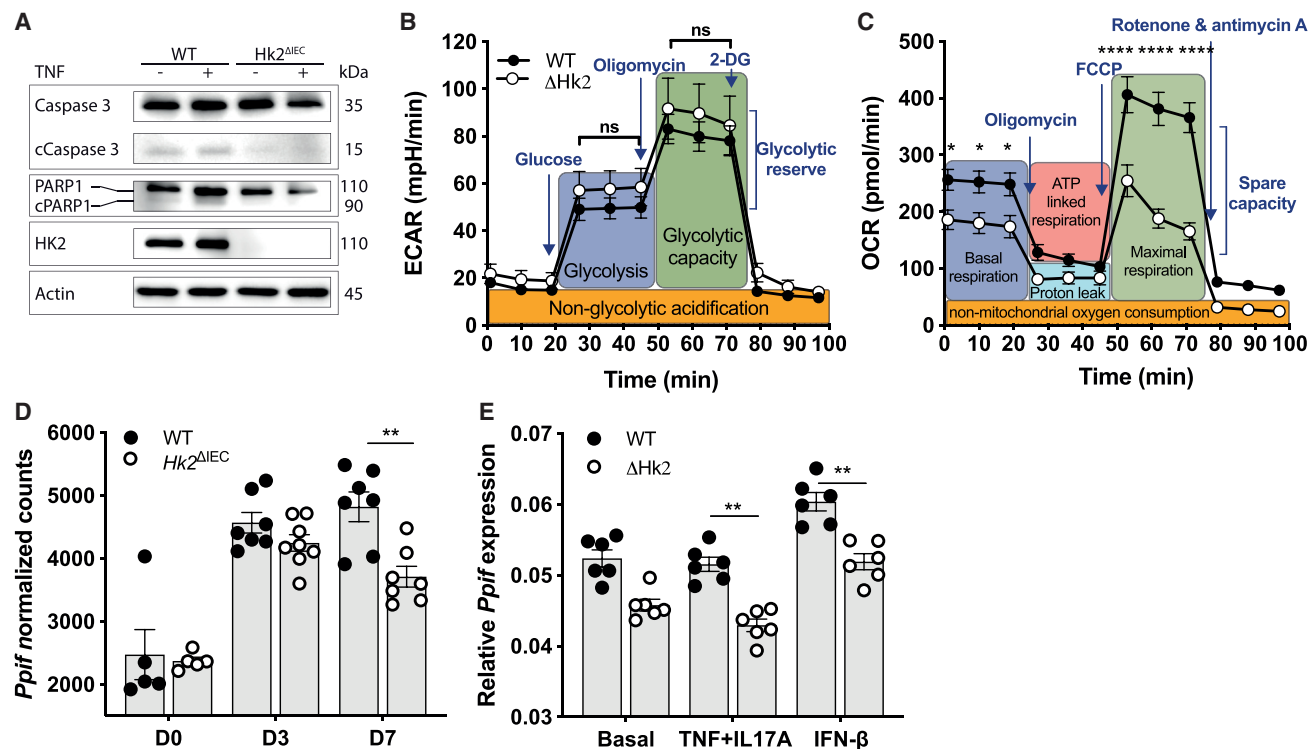 A
WT Hk2ΔIEC
TNF - + - + kDa
Caspase 3 35
cCaspase 3 15
PARP1 110
cPARP1 90
HK2 110
Actin 45
B
ECAR (mpH/min)
120
100
80
60
40
20
0
0 10 20 30 40 50 60 70 80 90 100
Time (min)
WT
ΔHk2
ns
2-DG
Oligomycin
ns
Glucose
Glycolytic
reserve
Glycolysis
Glycolytic
capacity
Non-glycolytic acidification
C
Rotenone & antimycin A
OCR (pmol/min)
500
400
300
200
100
0
0 10 20 30 40 50 60 70 80 90 100
Time (min)
**** **** ****
FCCP
Oligomycin
* * *
ATP
linked
respiration
Spare
capacity
Basal
respiration
Maximal
respiration
Proton leak
non-mitochondrial oxygen consumption
D
Ppif normalized counts
6000
5000
4000
3000
2000
WT
Hk2ΔIEC
**
D0 D3 D7
E
Relative Ppif expression
0.07
0.06
0.05
0.04
0.03
WT
ΔHk2
**
**
Basal TNF+IL17A IFN-β